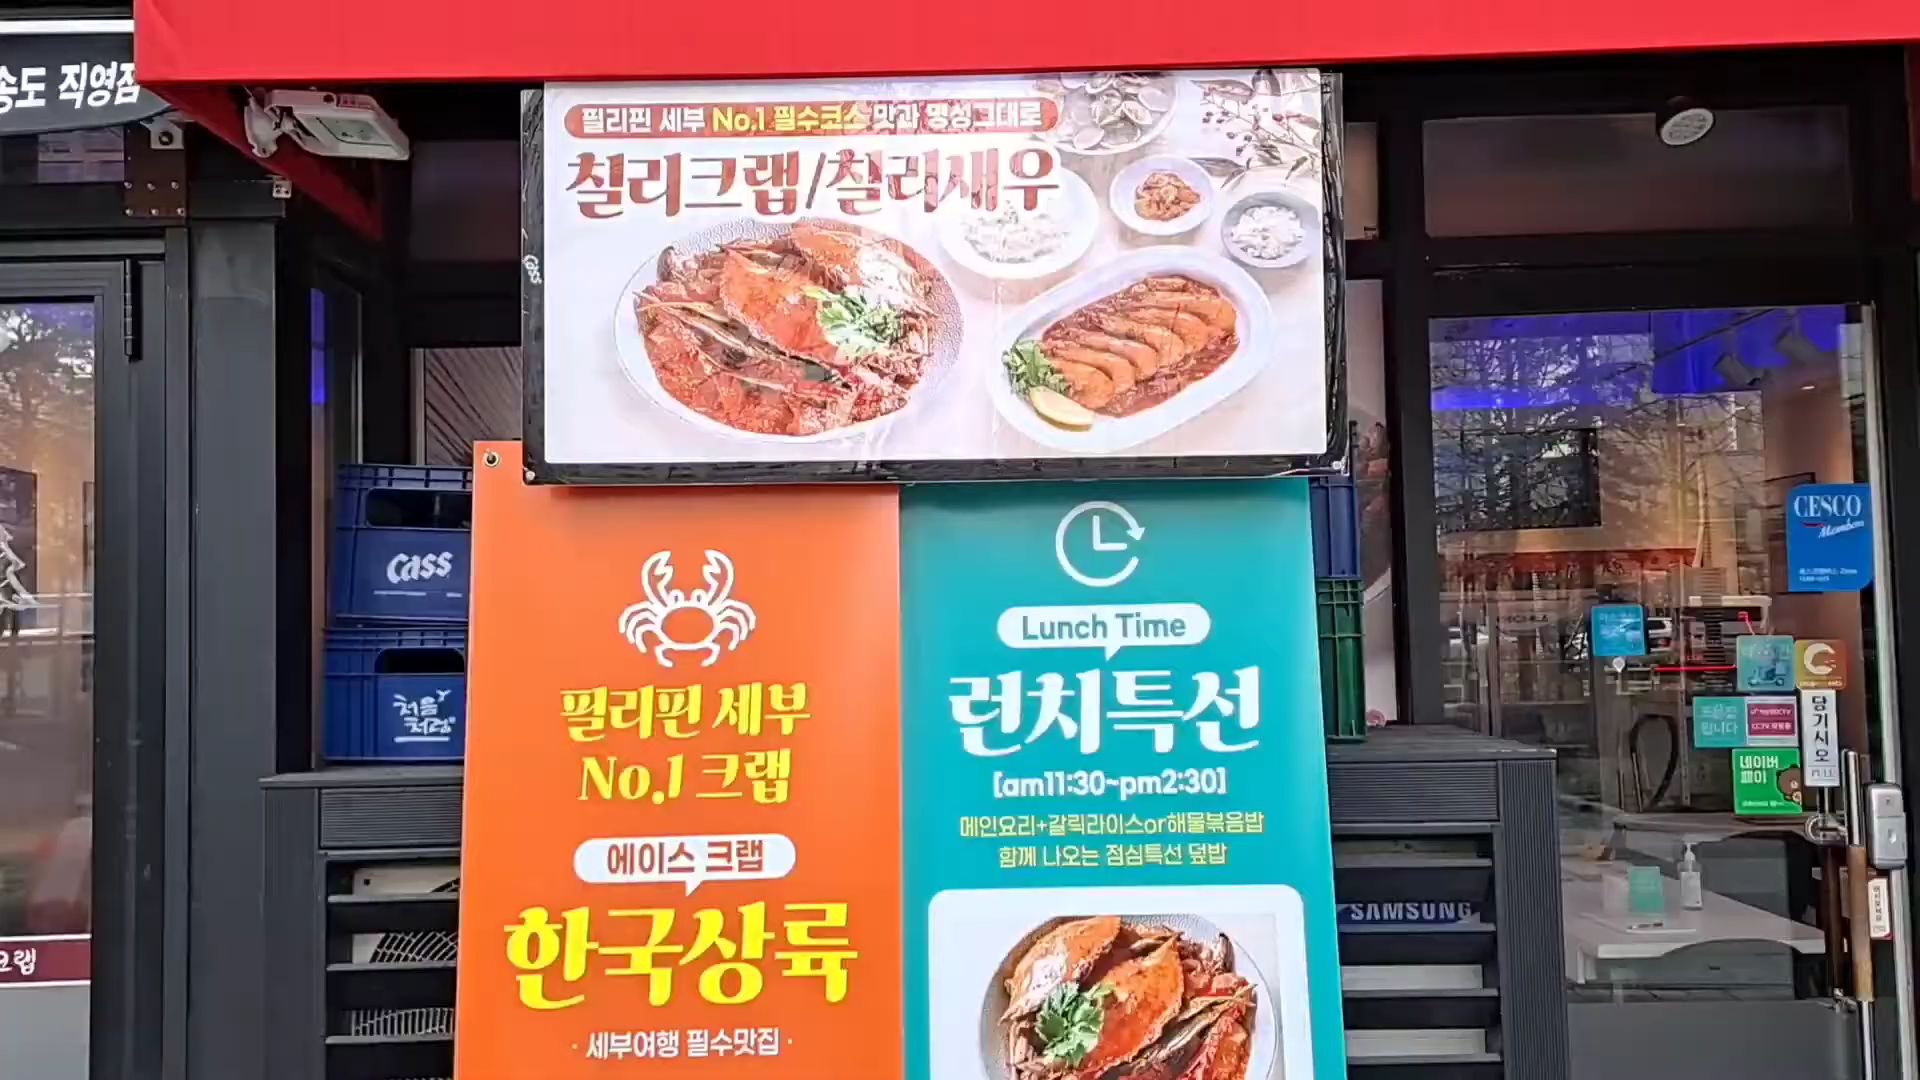 송도 직영점
필리핀 세부 No.1 필수코스 맛과 명성그대로
칠리크랩/칠리새우
Cass
Cass
처음
처럼
필리핀 세부
No.1 크랩
에이스 크랩
한국상륙
· 세부여행 필수맛집 ·
Lunch Time
런치특선
[am11:30~pm2:30]
메인요리+갈릭라이스or해물볶음밥
함께 나오는 점심특선 덮밥
CESCO
Members
당기시오
네이버
페이
SAMSUNG
크랩